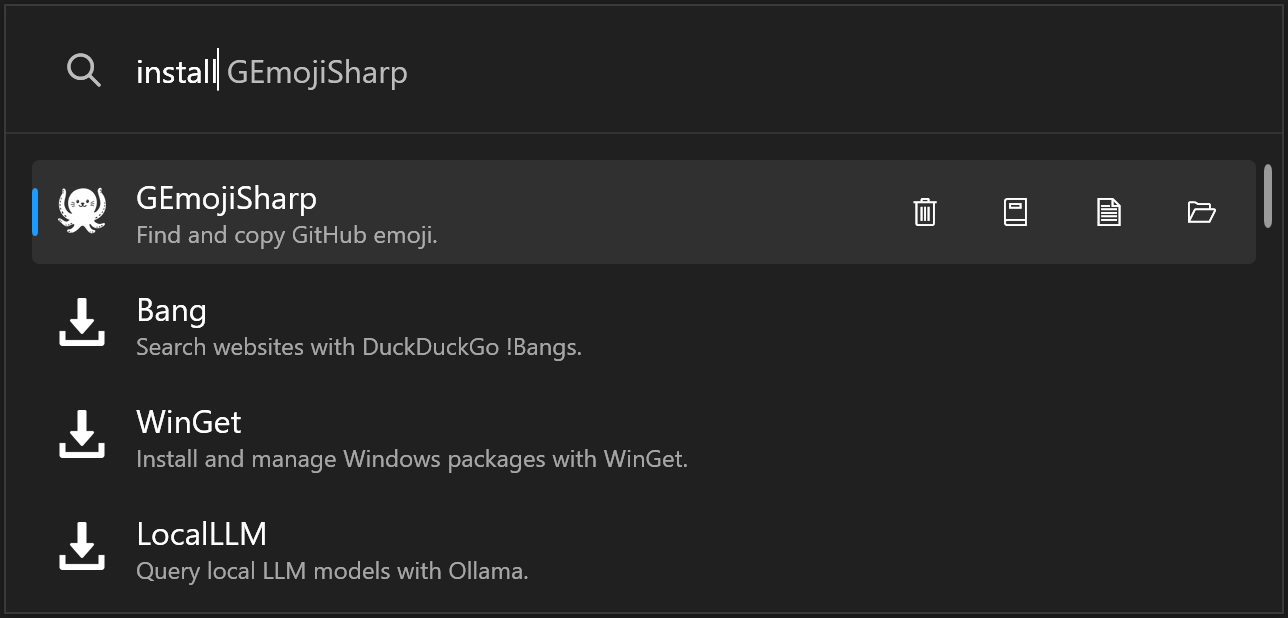 install GEmojiSharp
GEmojiSharp
Find and copy GitHub emoji.
Bang
Search websites with DuckDuckGo !Bangs.
WinGet
Install and manage Windows packages with WinGet.
LocalLLM
Query local LLM models with Ollama.